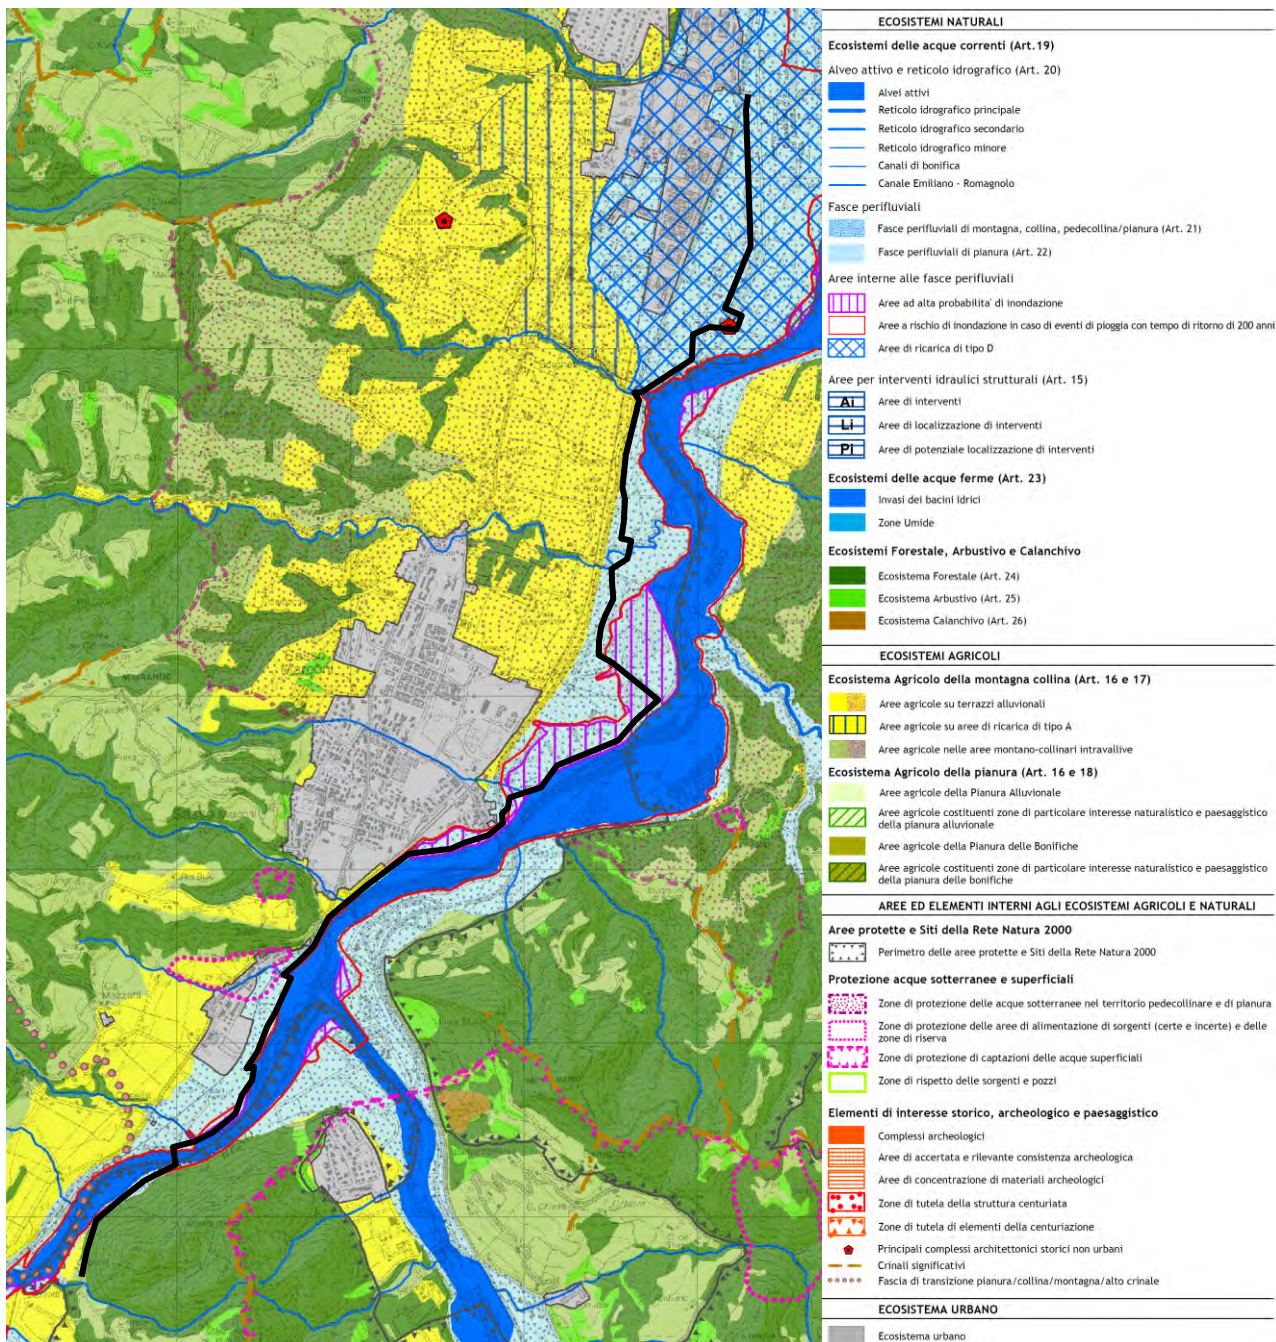 ECOSISTEMI NATURALI
Ecosistemi delle acque correnti (Art.19)
Alveo attivo e reticolo idrografico (Art. 20)
Alvei attivi
Reticolo idrografico principale
Reticolo idrografico secondario
Reticolo idrografico minore
Canali di bonifica
Canale Emiliano - Romagnolo
Fasce perifluviali
Fasce perifluviali di montagna, collina, pedecollina/pianura (Art. 21)
Fasce perifluviali di pianura (Art. 22)
Aree interne alle fasce perifluviali
Aree ad alta probabilita' di inondazione
Aree a rischio di inondazione in caso di eventi di pioggia con tempo di ritorno di 200 anni
Aree di ricarica di tipo D
Aree per interventi idraulici strutturali (Art. 15)
Ai Aree di interventi
Li Aree di localizzazione di interventi
Pi Aree di potenziale localizzazione di interventi
Ecosistemi delle acque ferme (Art. 23)
Invasi dei bacini idrici
Zone Umide
Ecosistemi Forestale, Arbustivo e Calanchivo
Ecosistema Forestale (Art. 24)
Ecosistema Arbustivo (Art. 25)
Ecosistema Calanchivo (Art. 26)
ECOSISTEMI AGRICOLI
Ecosistema Agricolo della montagna collina (Art. 16 e 17)
Aree agricole su terrazzi alluvionali
Aree agricole su aree di ricarica di tipo A
Aree agricole nelle aree montano-collinari intravallive
Ecosistema Agricolo della pianura (Art. 16 e 18)
Aree agricole della Pianura Alluvionale
Aree agricole costituenti zone di particolare interesse naturalistico e paesaggistico
della pianura alluvionale
Aree agricole della Pianura delle Bonifiche
Aree agricole costituenti zone di particolare interesse naturalistico e paesaggistico
della pianura delle bonifiche
AREE ED ELEMENTI INTERNI AGLI ECOSISTEMI AGRICOLI E NATURALI
Aree protette e Siti della Rete Natura 2000
Perimetro delle aree protette e Siti della Rete Natura 2000
Protezione acque sotterranee e superficiali
Zone di protezione delle acque sotterranee nel territorio pedecollinare e di pianura
Zone di protezione delle aree di alimentazione di sorgenti (certe e incerte) e delle
zone di riserva
Zone di protezione di captazioni delle acque superficiali
Zone di rispetto delle sorgenti e pozzi
Elementi di interesse storico, archeologico e paesaggistico
Complessi archeologici
Aree di accertata e rilevante consistenza archeologica
Aree di concentrazione di materiali archeologici
Zone di tutela della struttura centuriata
Zone di tutela di elementi della centuriazione
Principali complessi architettonici storici non urbani
Crinali significativi
Fascia di transizione pianura/collina/montagna/alto crinale
ECOSISTEMA URBANO
Ecosistema urbano